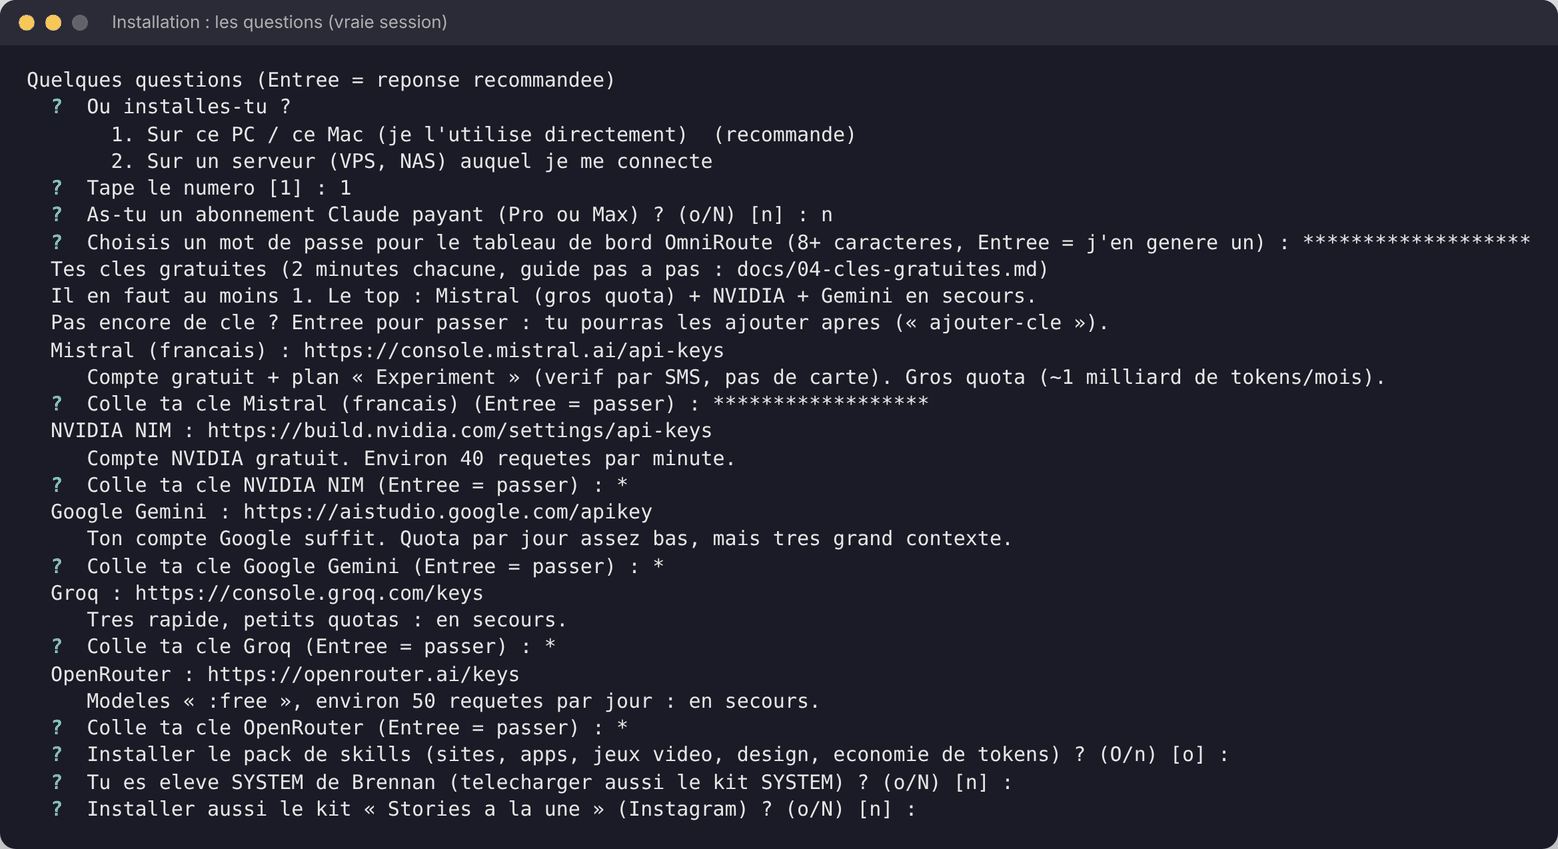 Installation : les questions (vraie session)
Quelques questions (Entree = reponse recommandee)
? Ou installes-tu ?
1. Sur ce PC / ce Mac (je l'utilise directement) (recommande)
2. Sur un serveur (VPS, NAS) auquel je me connecte
? Tape le numero [1] : 1
? As-tu un abonnement Claude payant (Pro ou Max) ? (o/N) [n] : n
? Choisis un mot de passe pour le tableau de bord OmniRoute (8+ caracteres, Entree = j'en genere un) : *******************
Tes cles gratuites (2 minutes chacune, guide pas a pas : docs/04-cles-gratuites.md)
Il en faut au moins 1. Le top : Mistral (gros quota) + NVIDIA + Gemini en secours.
Pas encore de cle ? Entree pour passer : tu pourras les ajouter apres (« ajouter-cle »).
Mistral (francais) : https://console.mistral.ai/api-keys
Compte gratuit + plan « Experiment » (verif par SMS, pas de carte). Gros quota (~1 milliard de tokens/mois).
? Colle ta cle Mistral (francais) (Entree = passer) : ******************
NVIDIA NIM : https://build.nvidia.com/settings/api-keys
Compte NVIDIA gratuit. Environ 40 requetes par minute.
? Colle ta cle NVIDIA NIM (Entree = passer) : *
Google Gemini : https://aistudio.google.com/apikey
Ton compte Google suffit. Quota par jour assez bas, mais tres grand contexte.
? Colle ta cle Google Gemini (Entree = passer) : *
Groq : https://console.groq.com/keys
Tres rapide, petits quotas : en secours.
? Colle ta cle Groq (Entree = passer) : *
OpenRouter : https://openrouter.ai/keys
Modeles « :free », environ 50 requetes par jour : en secours.
? Colle ta cle OpenRouter (Entree = passer) : *
? Installer le pack de skills (sites, apps, jeux video, design, economie de tokens) ? (O/n) [o] :
? Tu es eleve SYSTEM de Brennan (telecharger aussi le kit SYSTEM) ? (o/N) [n] :
? Installer aussi le kit « Stories a la une » (Instagram) ? (o/N) [n] :